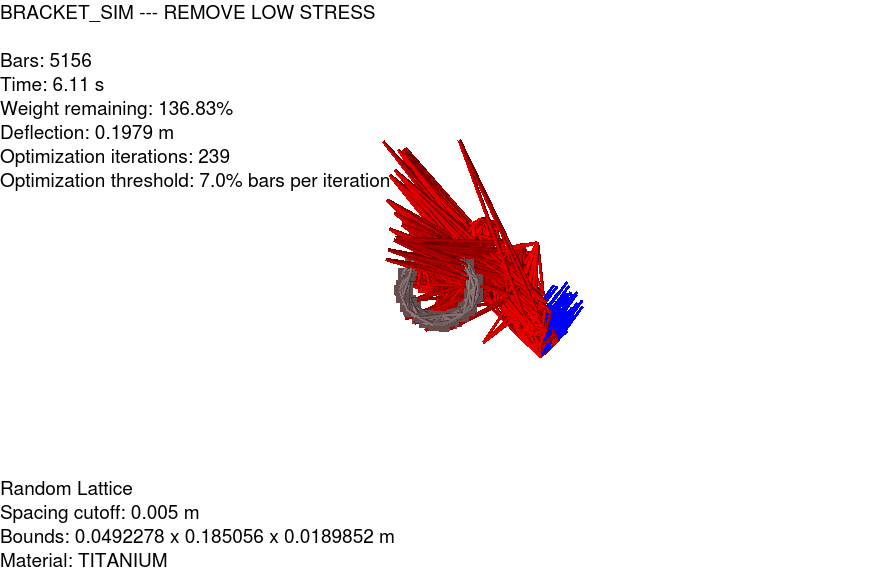 BRACKET_SIM --- REMOVE LOW STRESS
Bars: 5156
Time: 6.11 s
Weight remaining: 136.83%
Deflection: 0.1979 m
Optimization iterations: 239
Optimization threshold: 7.0% bars per iteration
Random Lattice
Spacing cutoff: 0.005 m
Bounds: 0.0492278 x 0.185056 x 0.0189852 m
Material: TITANIUM